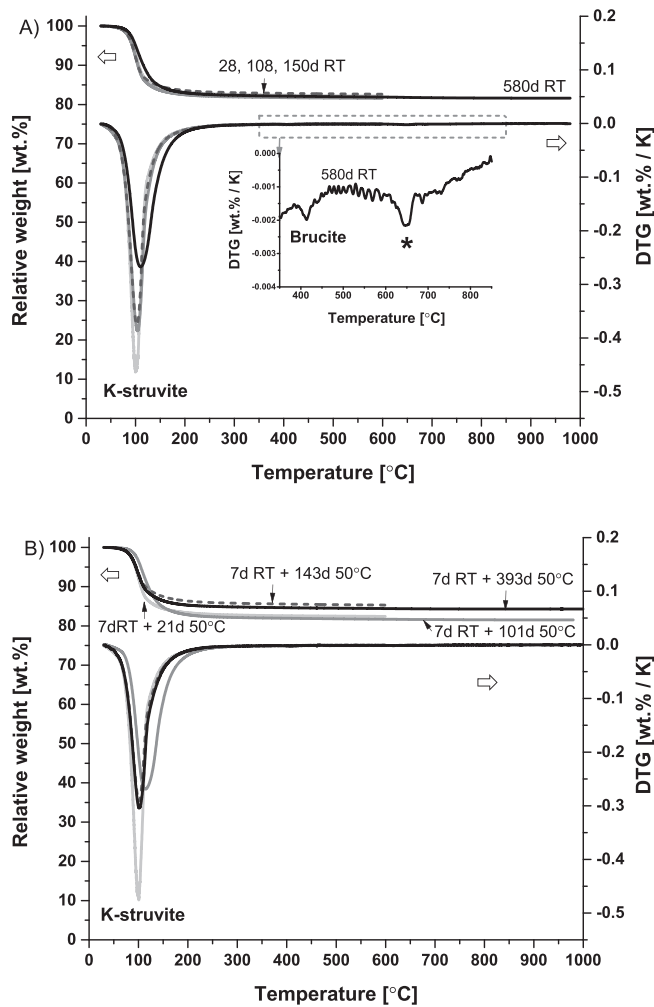 A)
100
90
80
70
60
50
40
30
20
10
0
Relative weight [wt.%]
0.2
0.1
0.0
-0.1
-0.2
-0.3
-0.4
-0.5
DTG [wt.% / K]
28, 108, 150d RT
580d RT
0.000
-0.001
-0.002
-0.003
-0.004
DTG [wt.% / K]
580d RT
Brucite
*
400 500 600 700 800
Temperature [°C]
K-struvite
0 100 200 300 400 500 600 700 800 900 1000
Temperature [°C]
B)
100
90
80
70
60
50
40
30
20
10
0
Relative weight [wt.%]
0.2
0.1
0.0
-0.1
-0.2
-0.3
-0.4
-0.5
DTG [wt.% / K]
7d RT + 143d 50°C
7d RT + 393d 50°C
7dRT + 21d 50°C
7d RT + 101d 50°C
K-struvite
0 100 200 300 400 500 600 700 800 900 1000
Temperature [°C]